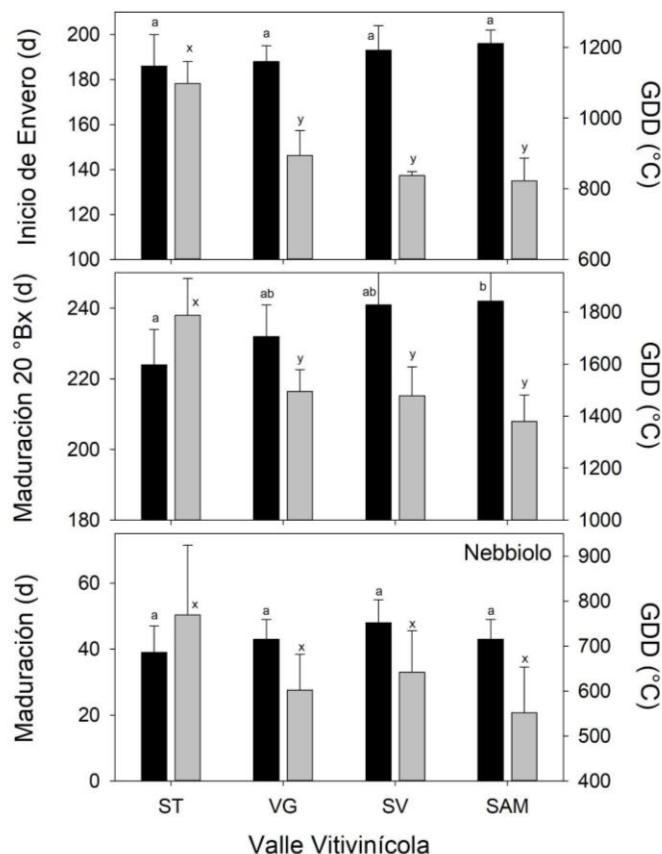 Inicio de Envero (d)
200
180
160
140
120
100
a x a y a y a y
1200
1000
800
600
GDD (°C)
Maduración 20 °Bx (d)
240
220
200
180
a x ab y ab y b y
1800
1600
1400
1200
1000
GDD (°C)
Maduración (d)
60
40
20
0
Nebbiolo
a x a x a x a x
900
800
700
600
500
400
GDD (°C)
ST VG SV SAM
Valle Vitivinícola